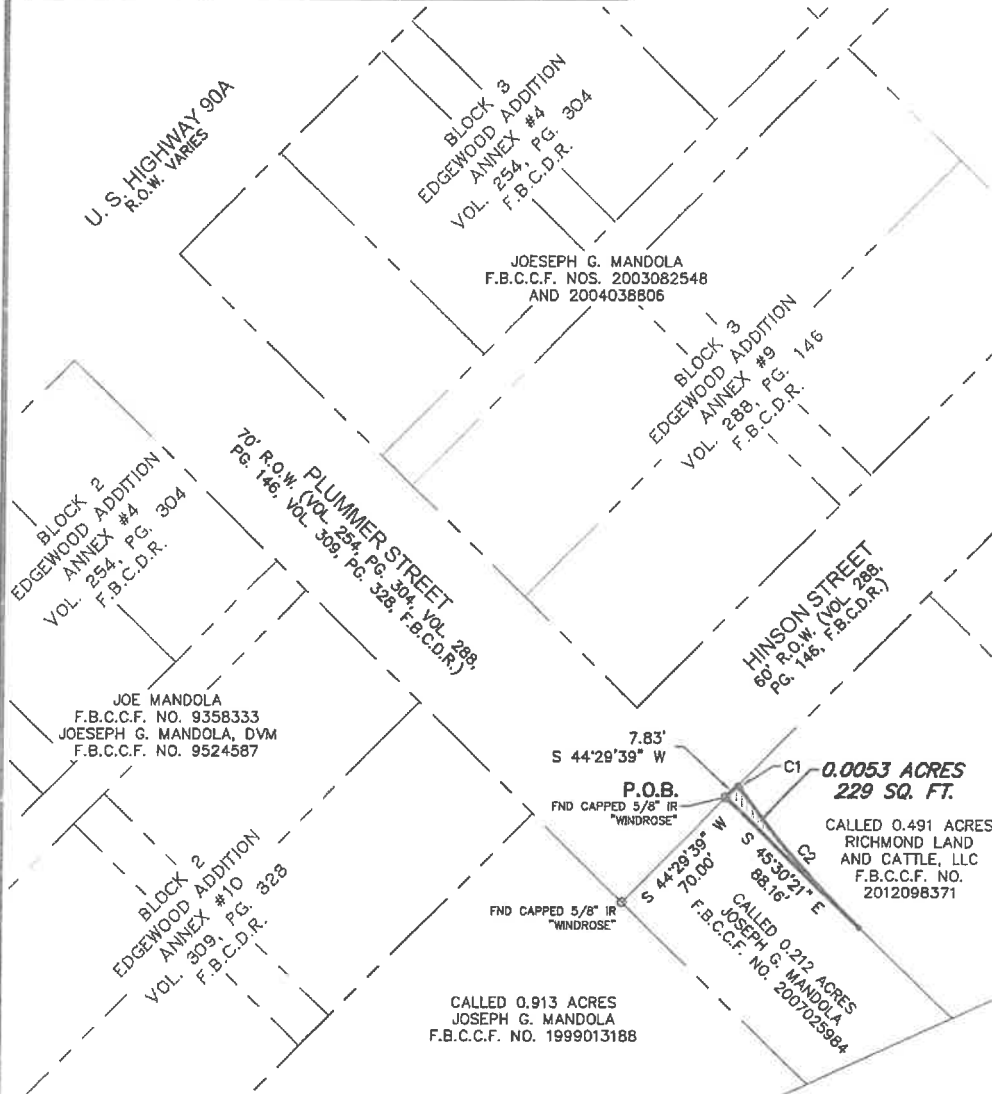 U. S. HIGHWAY 90A
R.O.W. VARIES
BLOCK 3
EDGEWOOD ADDITION
ANNEX #4
VOL. 254, PG. 304
F.B.C.D.R.
JOESEPH G. MANDOLA
F.B.C.C.F. NOS. 2003082548
AND 2004038806
BLOCK 3
EDGEWOOD ADDITION
ANNEX #9
VOL. 288, PG. 146
F.B.C.D.R.
BLOCK 2
EDGEWOOD ADDITION
ANNEX #4
VOL. 254, PG. 304
F.B.C.D.R.
PLUMMER STREET
70' R.O.W. (VOL. 254, PG. 304, VOL. 288,
PG. 146, VOL. 309, PG. 328, F.B.C.D.R.)
HINSON STREET
60' R.O.W. (VOL. 288,
PG. 146, F.B.C.D.R.)
JOE MANDOLA
F.B.C.C.F. NO. 9358333
JOESEPH G. MANDOLA, DVM
F.B.C.C.F. NO. 9524587
7.83'
S 44°29'39" W
C1
0.0053 ACRES
229 SQ. FT.
P.O.B.
FND CAPPED 5/8" IR
"WINDROSE"
CALLED 0.491 ACRES
RICHMOND LAND
AND CATTLE, LLC
F.B.C.C.F. NO.
2012098371
C2
S 44°29'39" W
70.00'
S 45°30'21" E
88.16'
FND CAPPED 5/8" IR
"WINDROSE"
CALLED 0.212 ACRES
JOSEPH G. MANDOLA
F.B.C.C.F. NO. 2007025984
BLOCK 2
EDGEWOOD ADDITION
ANNEX #10
VOL. 309, PG. 328
F.B.C.D.R.
CALLED 0.913 ACRES
JOSEPH G. MANDOLA
F.B.C.C.F. NO. 1999013188